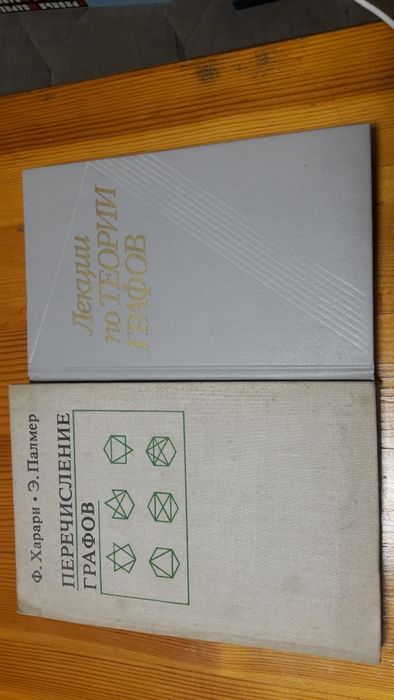 Лекции
по ТЕОРИИ
ГРАФОВ
Ф. Харари • Э. Палмер
ПЕРЕЧИСЛЕНИЕ
ГРАФОВ